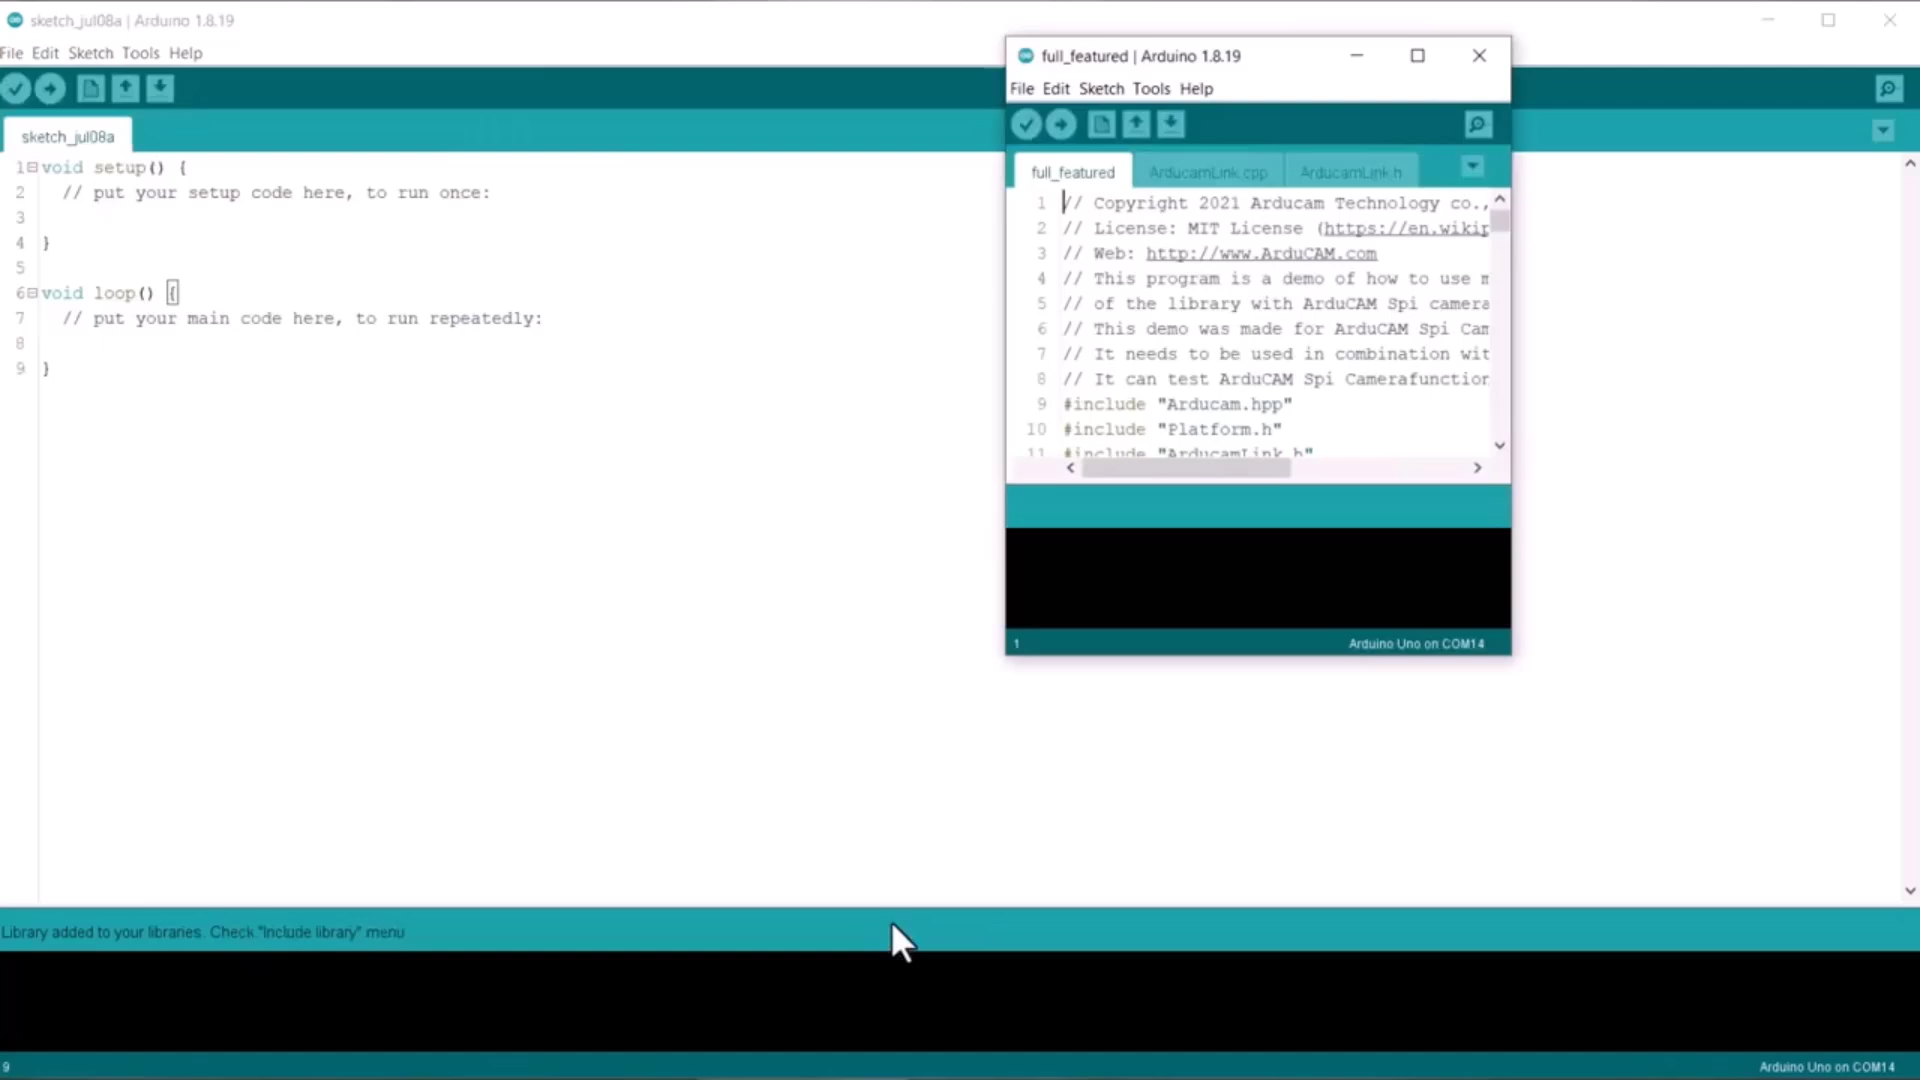 sketch_jul08a | Arduino 1.8.19
File Edit Sketch Tools Help
sketch_jul08a
1 void setup() {
2 // put your setup code here, to run once:
3
4 }
5
6 void loop() {
7 // put your main code here, to run repeatedly:
8
9 }
full_featured | Arduino 1.8.19
File Edit Sketch Tools Help
full_featured ArducamLink.cpp ArducamLink.h
1 // Copyright 2021 Arducam Technology co.,
2 // License: MIT License (https://en.wikip
3 // Web: http://www.ArduCAM.com
4 // This program is a demo of how to use m
5 // of the library with ArduCAM Spi camera
6 // This demo was made for ArduCAM Spi Cam
7 // It needs to be used in combination wit
8 // It can test ArduCAM Spi Camerafunction
9 #include "Arducam.hpp"
10 #include "Platform.h"
11 #include "ArducamLink.h"
1 Arduino Uno on COM14
Library added to your libraries. Check "Include library" menu
9 Arduino Uno on COM14